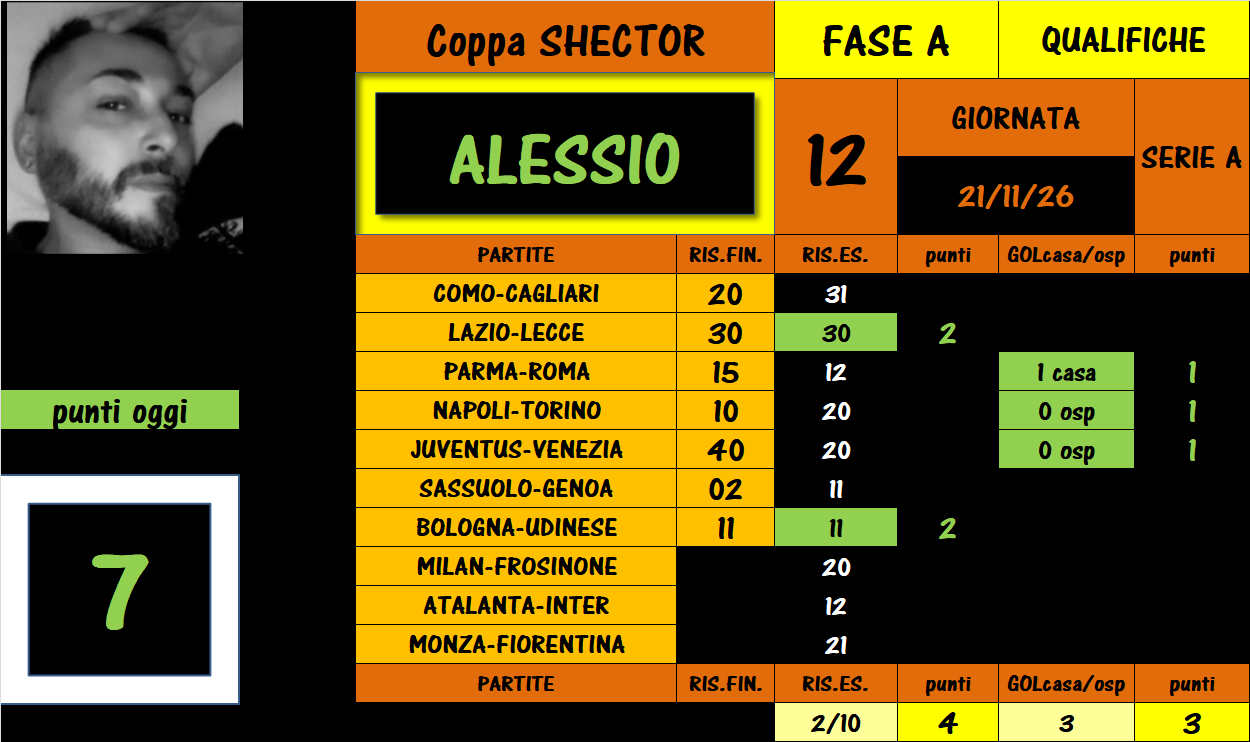 Coppa SHECTOR FASE A QUALIFICHE
ALESSIO 12 GIORNATA SERIE A
21/11/26
PARTITE RIS.FIN. RIS.ES. punti GOLcasa/osp punti
COMO-CAGLIARI 20 31
LAZIO-LECCE 30 30 2
PARMA-ROMA 15 12 1 casa 1
punti oggi
NAPOLI-TORINO 10 20 0 osp 1
JUVENTUS-VENEZIA 40 20 0 osp 1
SASSUOLO-GENOA 02 11
BOLOGNA-UDINESE 11 11 2
7
MILAN-FROSINONE 20
ATALANTA-INTER 12
MONZA-FIORENTINA 21
PARTITE RIS.FIN. RIS.ES. punti GOLcasa/osp punti
2/10 4 3 3